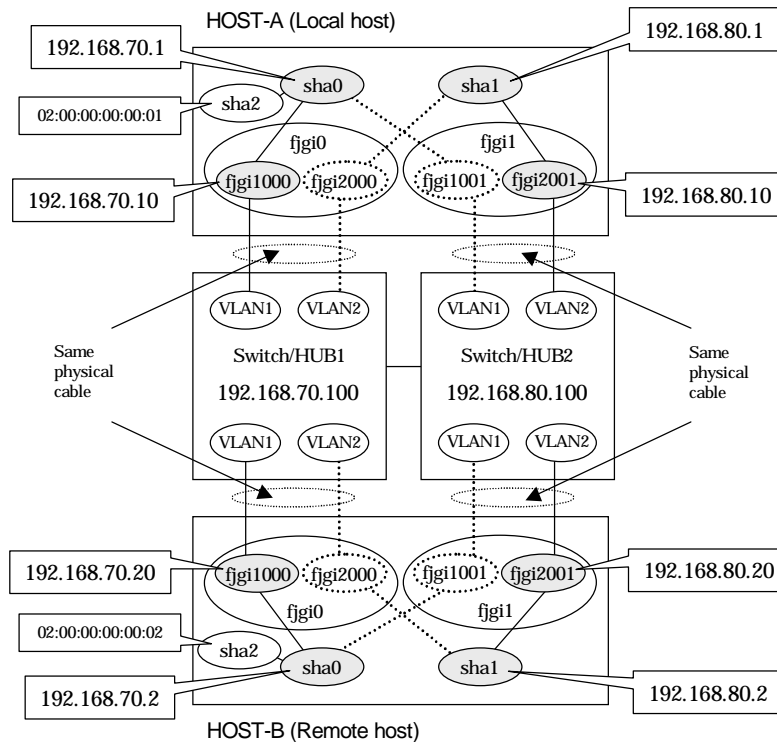 HOST-A (Local host)
192.168.70.1
192.168.80.1
sha0
sha1
sha2
02:00:00:00:00:01
fjgi0
fjgi1
fjgi1000
fjgi2000
fjgi1001
fjgi2001
192.168.70.10
192.168.80.10
VLAN1
VLAN2
VLAN1
VLAN2
Same
physical
cable
Switch/HUB1
192.168.70.100
Switch/HUB2
192.168.80.100
Same
physical
cable
VLAN1
VLAN2
VLAN1
VLAN2
192.168.70.20
fjgi1000
fjgi2000
fjgi1001
fjgi2001
192.168.80.20
fjgi0
fjgi1
02:00:00:00:00:02
sha2
sha0
sha1
192.168.70.2
192.168.80.2
HOST-B (Remote host)